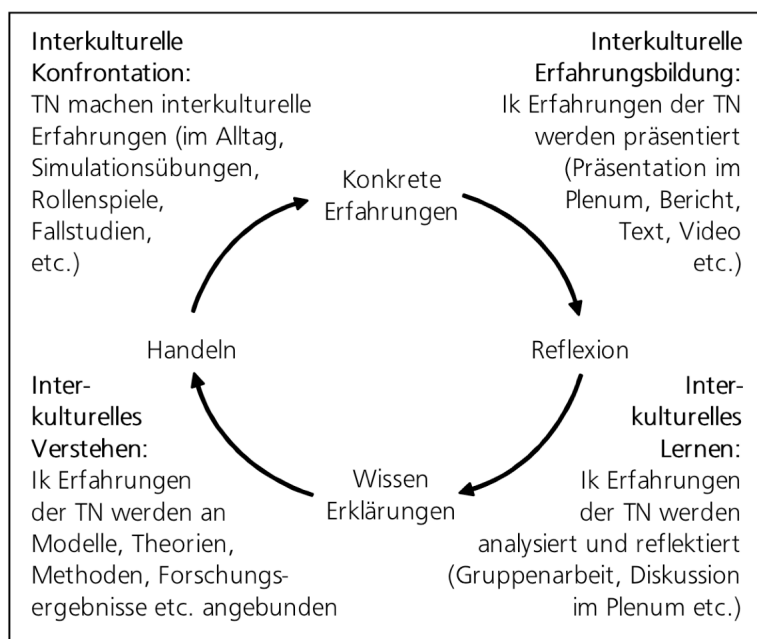 Interkulturelle
Konfrontation:
TN machen interkulturelle
Erfahrungen (im Alltag,
Simulationsübungen,
Rollenspiele,
Fallstudien,
etc.)
Interkulturelle
Erfahrungsbildung:
Ik Erfahrungen der TN
werden präsentiert
(Präsentation im
Plenum, Bericht,
Text, Video
etc.)
Konkrete
Erfahrungen
Handeln
Reflexion
Wissen
Erklärungen
Inter-
kulturelles
Verstehen:
Ik Erfahrungen
der TN werden an
Modelle, Theorien,
Methoden, Forschungs-
ergebnisse etc. angebunden
Inter-
kulturelles
Lernen:
Ik Erfahrungen
der TN werden
analysiert und reflektiert
(Gruppenarbeit, Diskussion
im Plenum etc.)